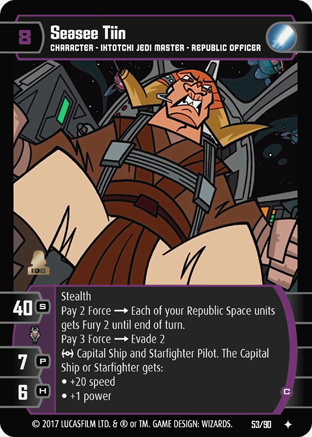 8
Seasee Tiin
CHARACTER - IKTOTCHI JEDI MASTER - REPUBLIC OFFICER
40 S
7 P
6 H
Stealth
Pay 2 Force → Each of your Republic Space units
gets Fury 2 until end of turn.
Pay 3 Force → Evade 2
Capital Ship and Starfighter Pilot. The Capital
Ship or Starfighter gets:
• +20 speed
• +1 power
C
© 2017 LUCASFILM LTD. & ® or TM. GAME DESIGN: WIZARDS.
53/90